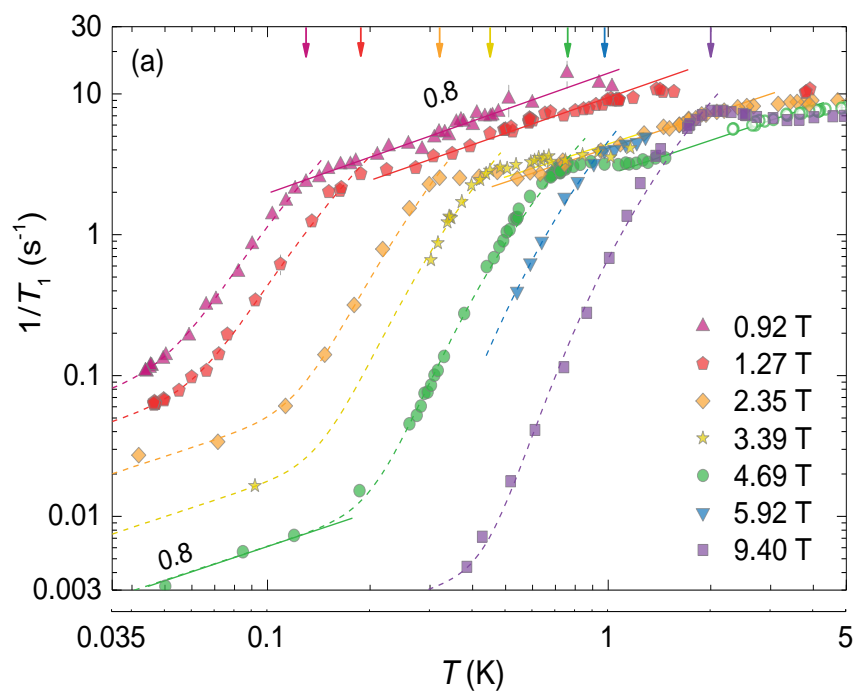 (a)
30
10
1
0.1
0.01
0.003
1/T₁ (s⁻¹)
0.8
0.8
0.92 T
1.27 T
2.35 T
3.39 T
4.69 T
5.92 T
9.40 T
0.035
0.1
1
5
T (K)